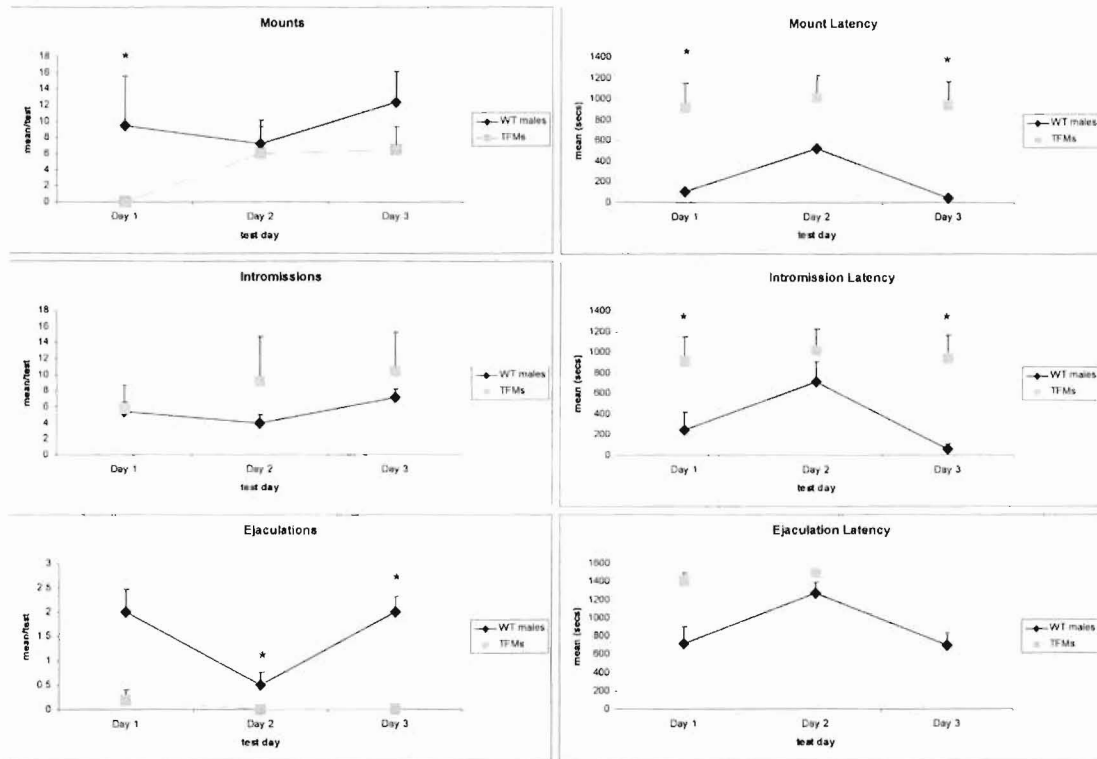 Mounts
*
18
16
14
12
10
8
6
4
2
0
mean/test
Day 1 Day 2 Day 3
test day
WT males
TFMs
Mount Latency
* *
1400
1200
1000
800
600
400
200
0
mean (secs)
Day 1 Day 2 Day 3
test day
WT males
TFMs
Intromissions
18
16
14
12
10
8
6
4
2
0
mean/test
Day 1 Day 2 Day 3
test day
WT males
TFMs
Intromission Latency
* *
1400
1200
1000
800
600
400
200
0
mean (secs)
Day 1 Day 2 Day 3
test day
WT males
TFMs
Ejaculations
* *
3
2 5
2
1.5
1
0 5
0
mean/test
Day 1 Day 2 Day 3
test day
WT males
TFMs
Ejaculation Latency
1600
1400
1200
1000
800
600
400
200
0
mean (secs)
Day 1 Day 2 Day 3
test day
WT males
TFMs